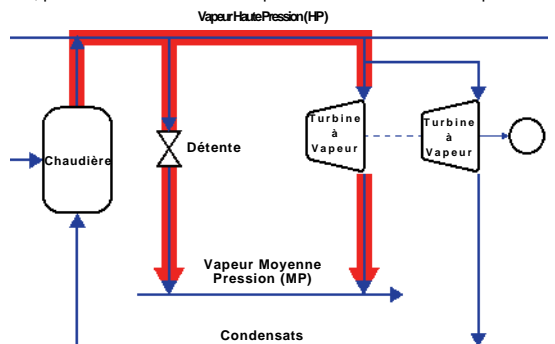 Vapeur Haute Pression (HP)
Chaudière
Détente
Turbine
à
Vapeur
Turbine
à
Vapeur
Vapeur Moyenne
Pression (MP)
Condensats